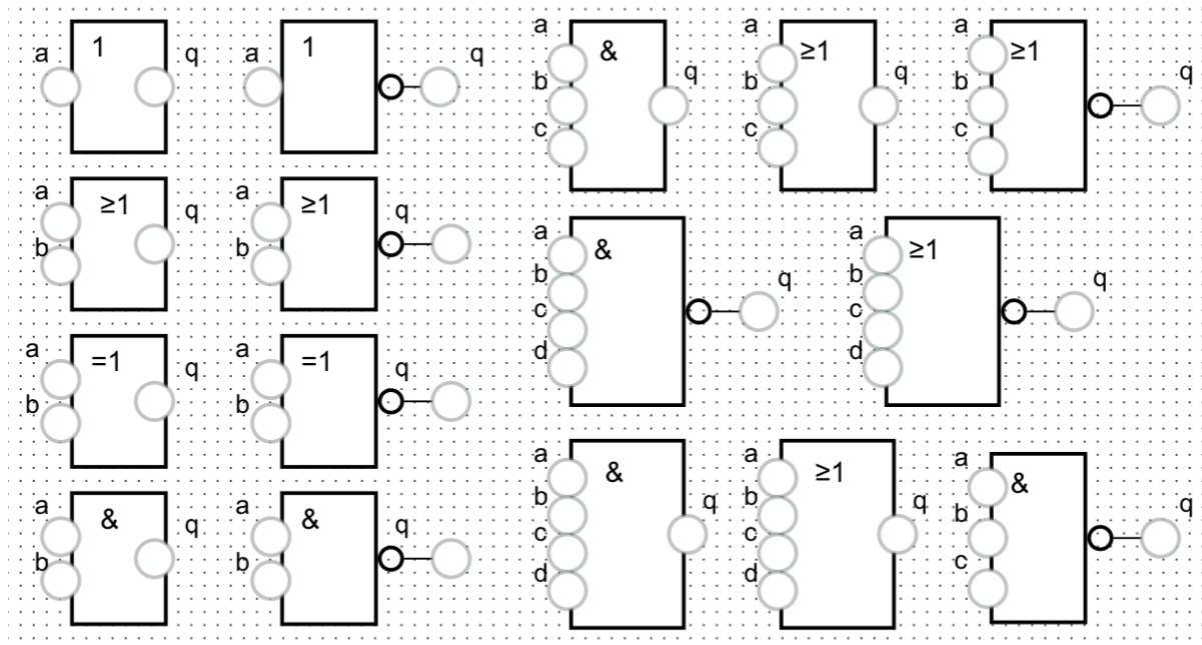 a 1 q
a 1 q
a b ≥1 q
a b ≥1 q
a b =1 q
a b =1 q
a b & q
a b & q
a b c & q
a b c ≥1 q
a b c ≥1 q
a b c d & q
a b c d ≥1 q
a b c d & q
a b c d ≥1 q
a b c & q